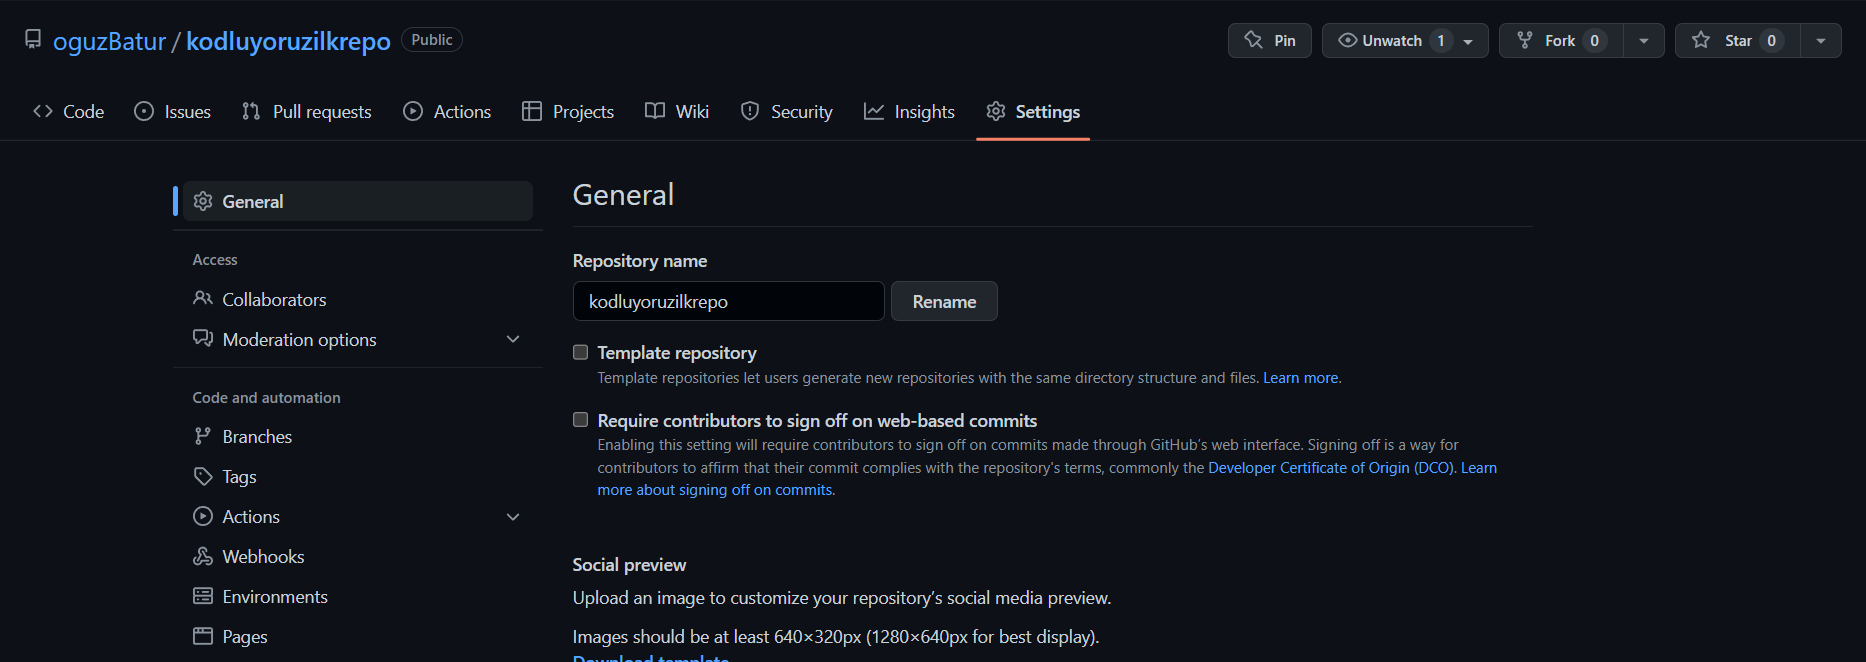 oguzBatur / kodluyoruzilkrepo Public Pin Unwatch 1 Fork 0 Star 0
Code Issues Pull requests Actions Projects Wiki Security Insights Settings
General
Access
Collaborators
Moderation options
Code and automation
Branches
Tags
Actions
Webhooks
Environments
Pages
General
Repository name
kodluyoruzilkrepo Rename
Template repository
Template repositories let users generate new repositories with the same directory structure and files. Learn more.
Require contributors to sign off on web-based commits
Enabling this setting will require contributors to sign off on commits made through GitHub’s web interface. Signing off is a way for
contributors to affirm that their commit complies with the repository's terms, commonly the Developer Certificate of Origin (DCO). Learn
more about signing off on commits.
Social preview
Upload an image to customize your repository’s social media preview.
Images should be at least 640×320px (1280×640px for best display).
Download template